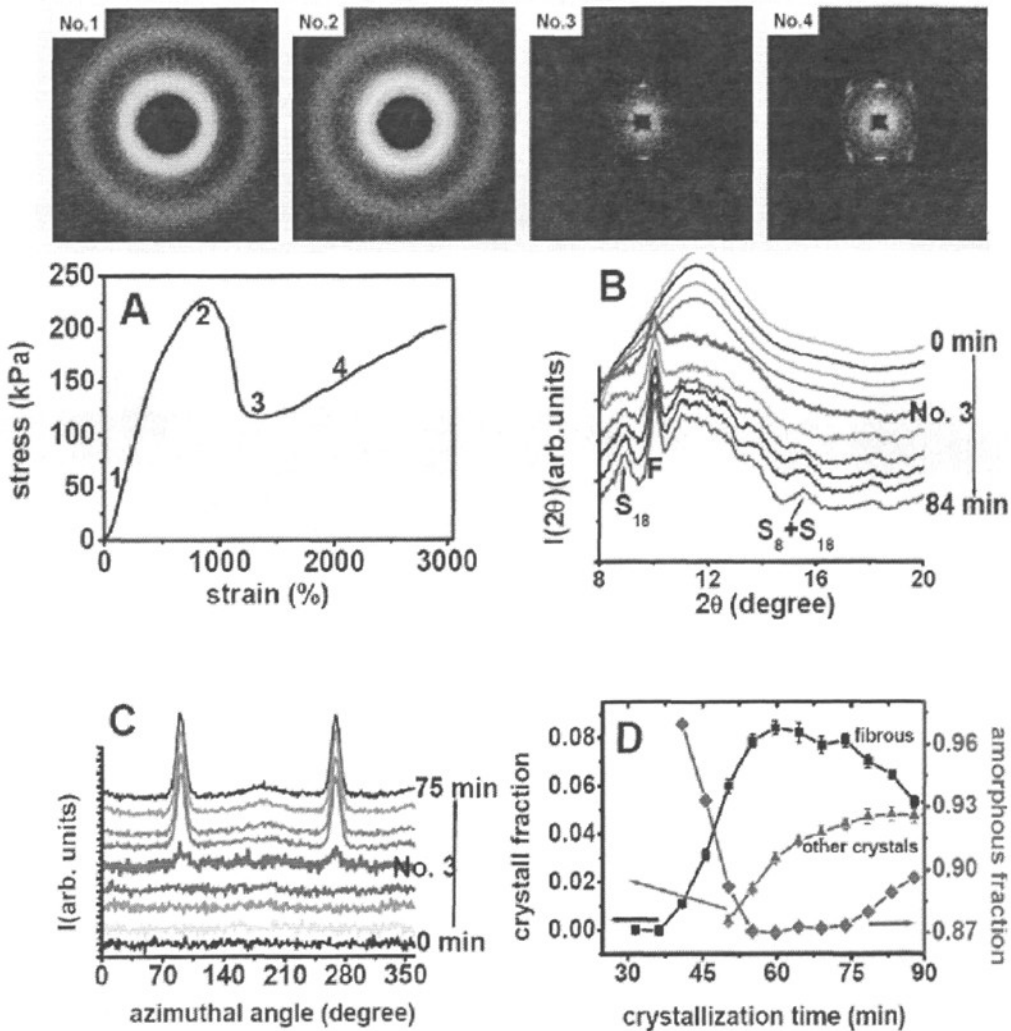 No.1
No.2
No.3
No.4
A
250
200
150
100
50
0
stress (kPa)
1
2
3
4
0
1000
2000
3000
strain (%)
B
I(2θ)(arb.units)
0 min
No. 3
84 min
F
S18
S8+S18
8
12
16
20
2θ (degree)
C
I(arb. units)
75 min
No. 3
0 min
0
70
140
210
280
350
azimuthal angle (degree)
D
crystall fraction
0.08
0.06
0.04
0.02
0.00
fibrous
other crystals
0.96
0.93
0.90
0.87
amorphous fraction
30
45
60
75
90
crystallization time (min)